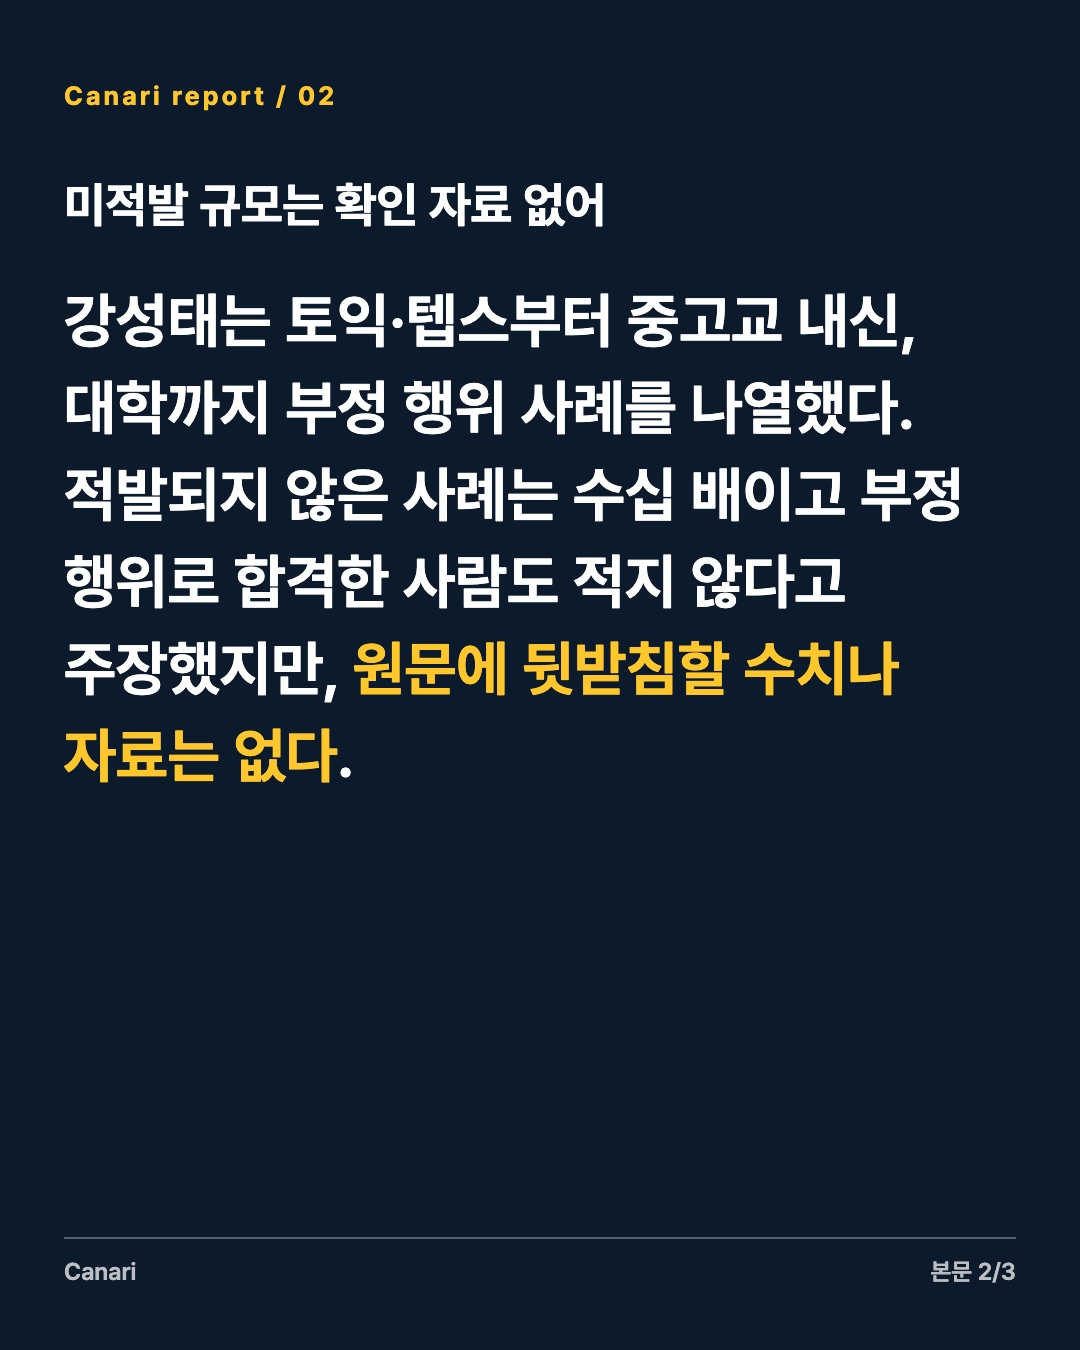 Canari report / 02
미적발 규모는 확인 자료 없어
강성태는 토익·텝스부터 중고교 내신,
대학까지 부정 행위 사례를 나열했다.
적발되지 않은 사례는 수십 배이고 부정
행위로 합격한 사람도 적지 않다고
주장했지만, 원문에 뒷받침할 수치나
자료는 없다.
Canari
본문 2/3